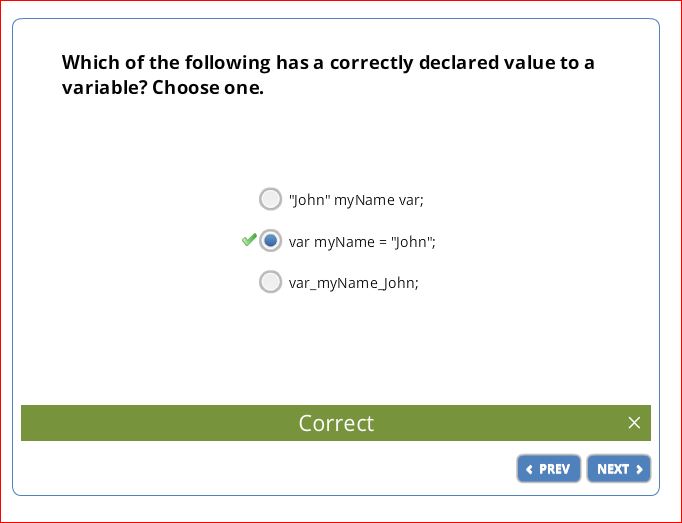 Which of the following has a correctly declared value to a
variable? Choose one.
"John" myName var;
var myName = "John";
var_myName_John;
Correct
PREV
NEXT